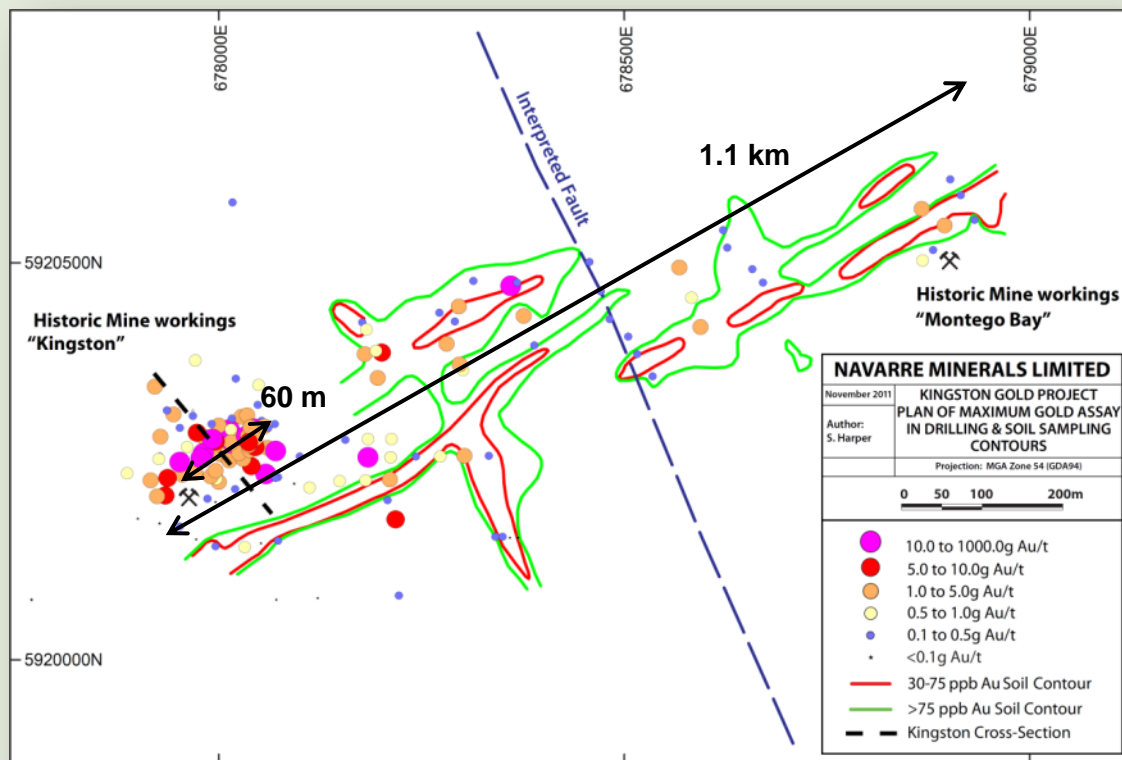 678000E
678500E
679000E
Interpreted Fault
1.1 km
5920500N
Historic Mine workings
"Kingston"
Historic Mine workings
"Montego Bay"
60 m
5920000N
NAVARRE MINERALS LIMITED
November 2011
Author:
S. Harper
KINGSTON GOLD PROJECT
PLAN OF MAXIMUM GOLD ASSAY
IN DRILLING & SOIL SAMPLING
CONTOURS
Projection: MGA Zone 54 (GDA94)
0 50 100 200m
10.0 to 1000.0g Au/t
5.0 to 10.0g Au/t
1.0 to 5.0g Au/t
0.5 to 1.0g Au/t
0.1 to 0.5g Au/t
<0.1g Au/t
30-75 ppb Au Soil Contour
>75 ppb Au Soil Contour
Kingston Cross-Section